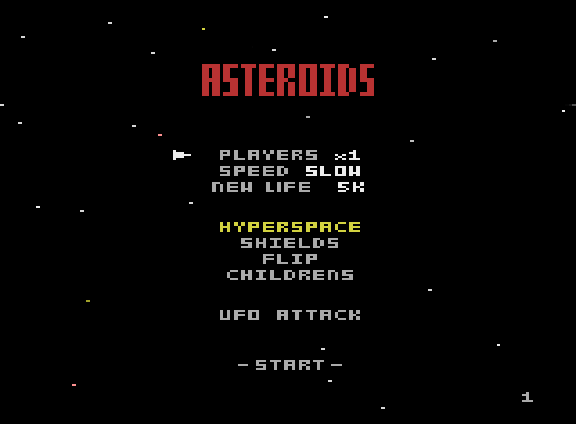 ASTEROIDS
PLAYERS x1
SPEED SLOW
NEW LIFE 5K
HYPERSPACE
SHIELDS
FLIP
CHILDRENS
UFO ATTACK
-START-
1